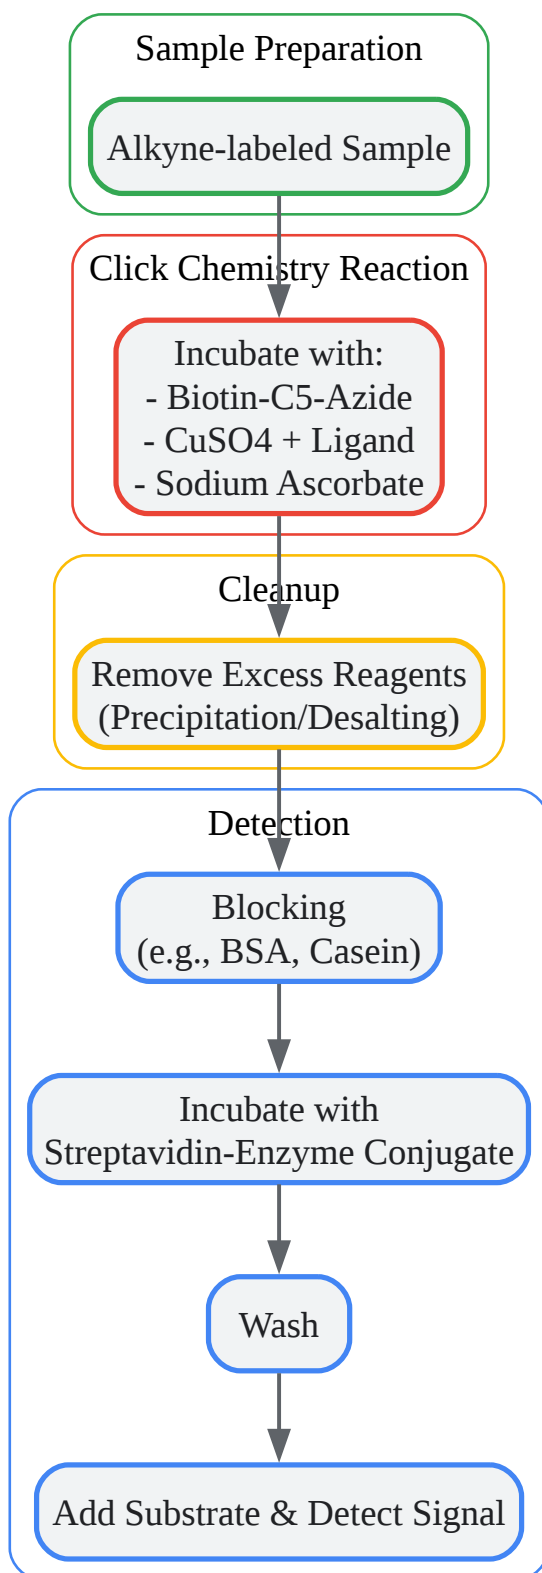 Sample Preparation
Alkyne-labeled Sample
Click Chemistry Reaction
Incubate with:
- Biotin-C5-Azide
- CuSO4 + Ligand
- Sodium Ascorbate
Cleanup
Remove Excess Reagents
(Precipitation/Desalting)
Detection
Blocking
(e.g., BSA, Casein)
Incubate with
Streptavidin-Enzyme Conjugate
Wash
Add Substrate & Detect Signal